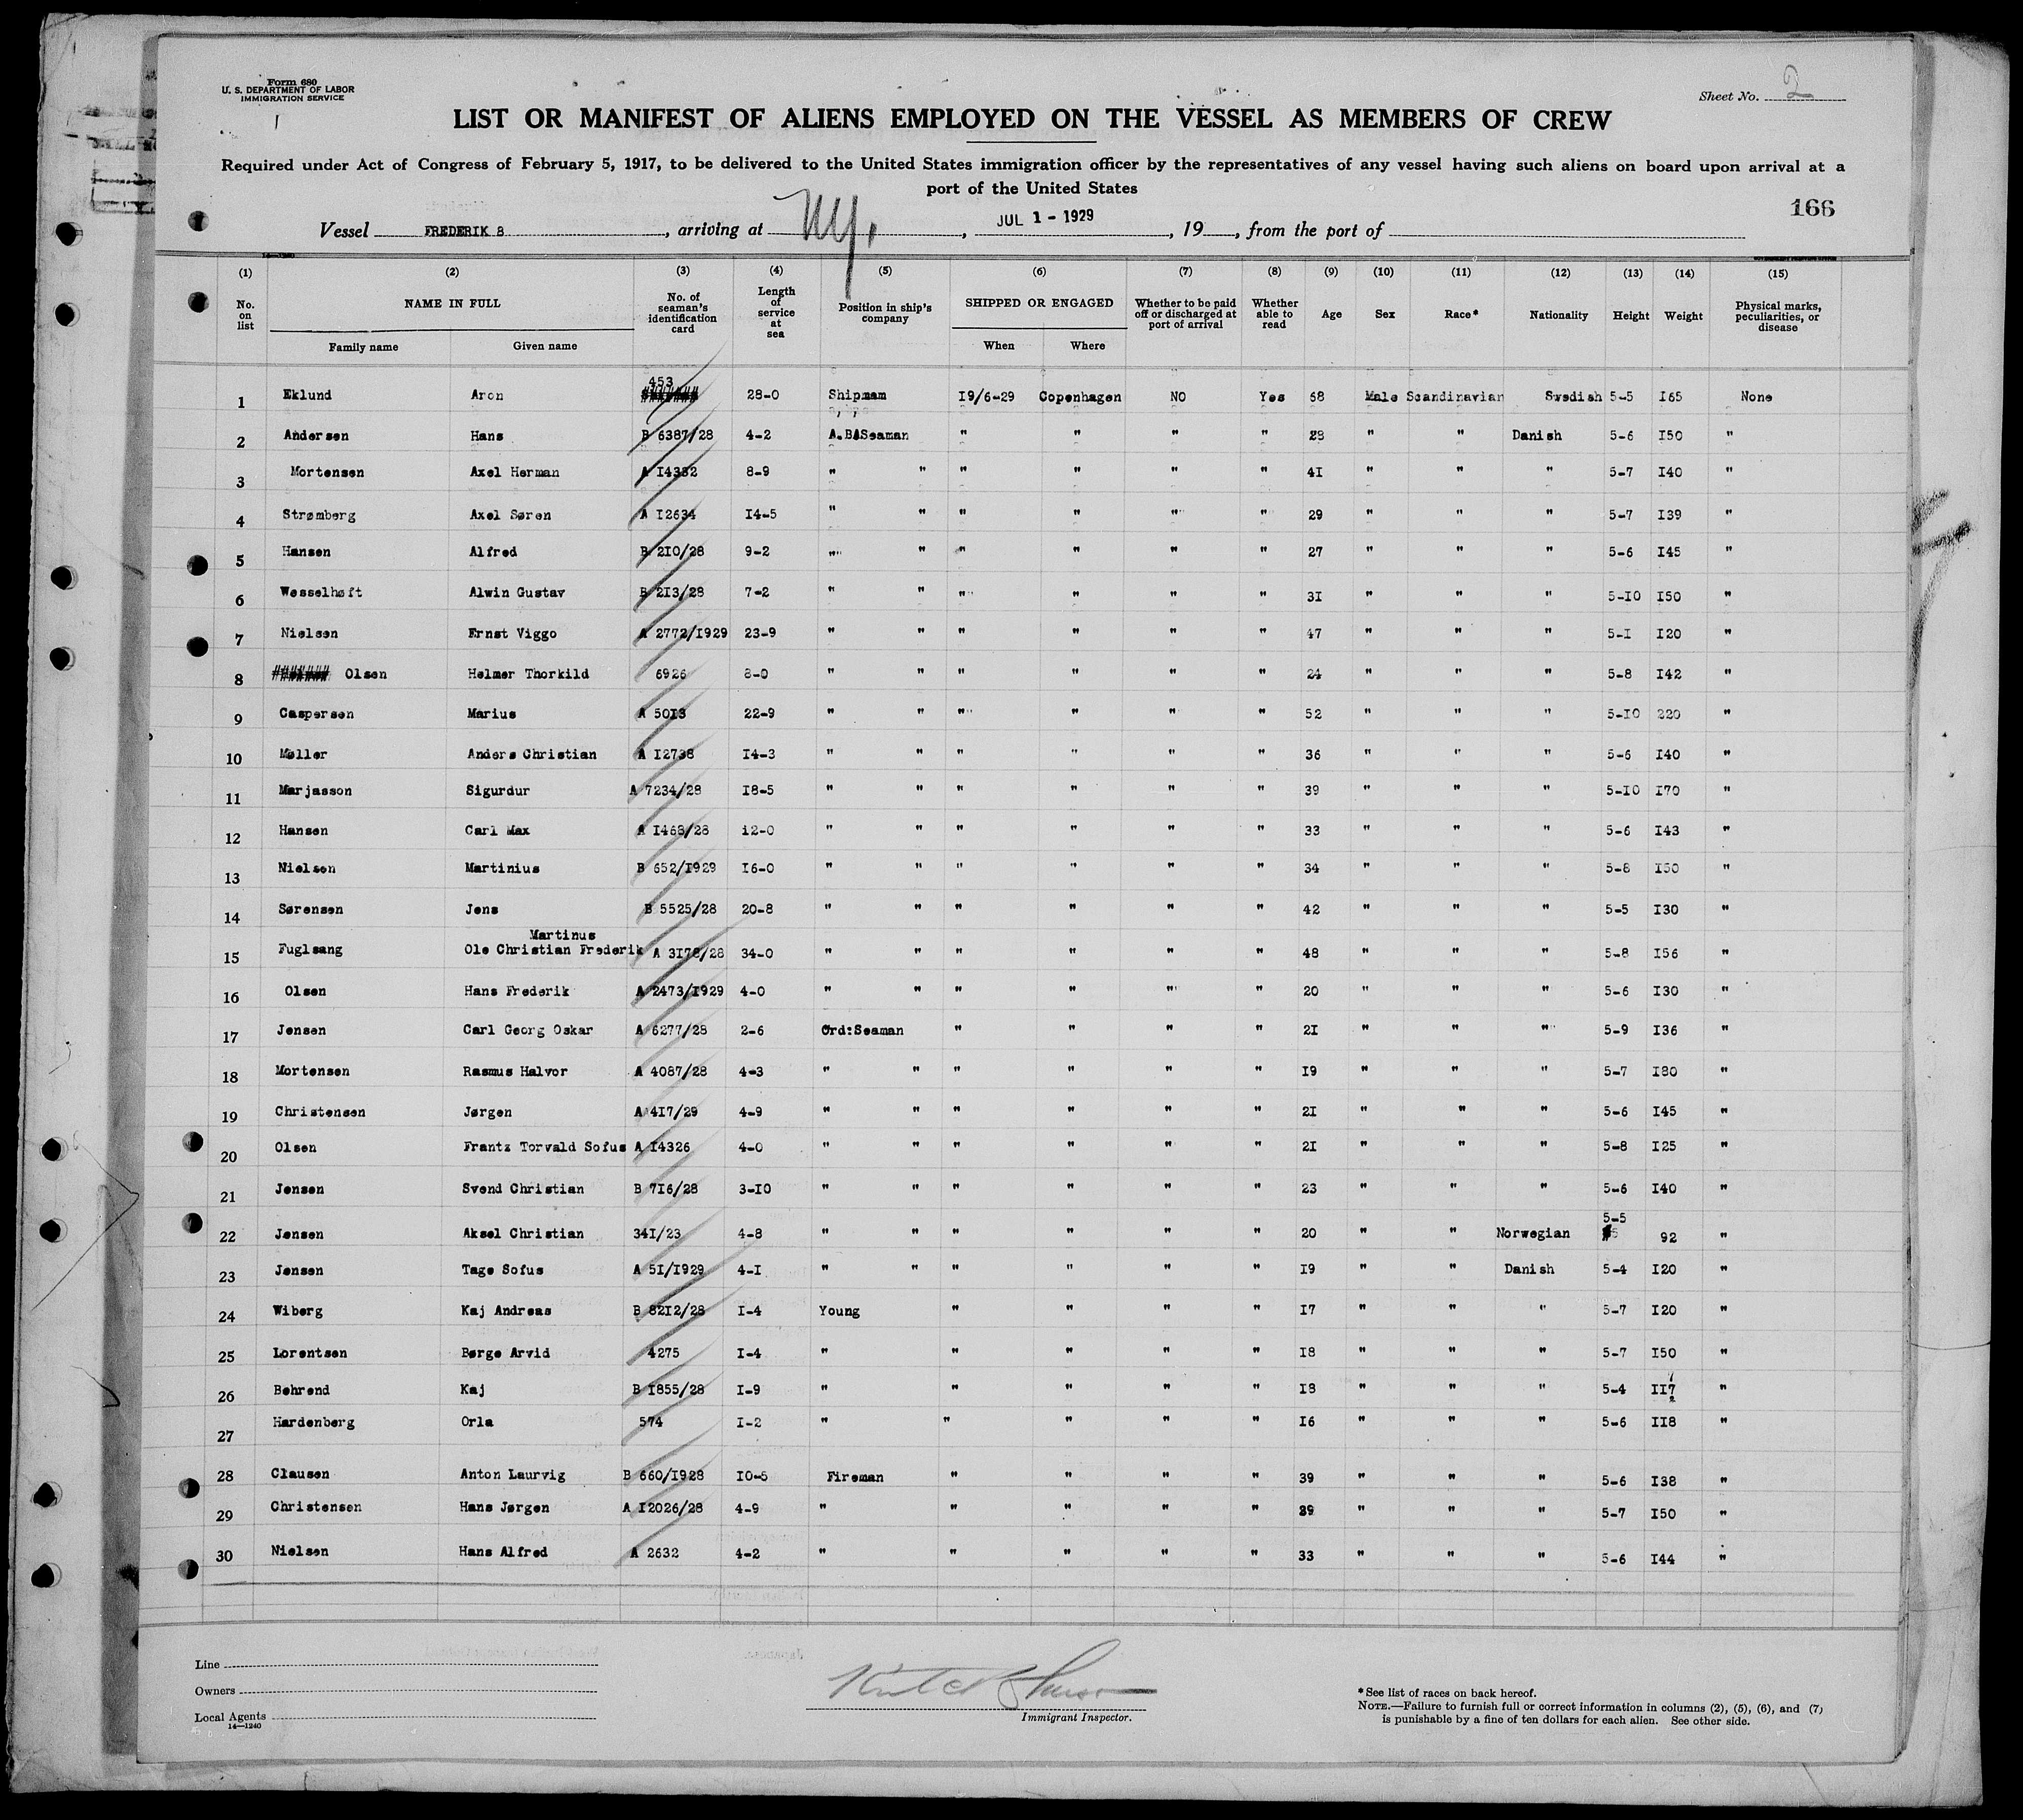 Form 680
U. S. DEPARTMENT OF LABOR
IMMIGRATION SERVICE
Sheet No. 2
LIST OR MANIFEST OF ALIENS EMPLOYED ON THE VESSEL AS MEMBERS OF CREW
Required under Act of Congress of February 5, 1917, to be delivered to the United States immigration officer by the representatives of any vessel having such aliens on board upon arrival at a
port of the United States
166
Vessel FREDERIK 8, arriving at NY., JUL 1 - 1929, 19, from the port of
(1) (2) (3) (4) (5) (6) (7) (8) (9) (10) (11) (12) (13) (14) (15)
No. on list NAME IN FULL No. of seaman's identification card Length of service at sea Position in ship's company SHIPPED OR ENGAGED Whether to be paid off or discharged at port of arrival Whether able to read Age Sex Race* Nationality Height Weight Physical marks, peculiarities, or disease
Family name Given name When Where
1 Eklund Aron 453 28-0 Shipmam 19/6-29 Copenhagen NO Yes 68 Male Scandinavian Swedish 5-5 165 None
2 Andersen Hans B 6387/28 4-2 A.BASeaman " " " " 28 " " Danish 5-6 150 "
3 Mortensen Axel Herman A 14332 8-9 " " " " " " 41 " " " 5-7 140 "
4 Strømberg Axel Søren A 12634 14-5 " " " " " " 29 " " " 5-7 139 "
5 Hansen Alfred B 210/28 9-2 " " " " " " 27 " " " 5-6 145 "
6 Wesselhøft Alwin Gustav B 213/28 7-2 " " " " " " 31 " " " 5-10 150 "
7 Nielsen Ernst Viggo A 2772/1929 23-9 " " " " " " 47 " " " 5-1 120 "
8 Olsen Helmer Thorkild 6926 8-0 " " " " " " 24 " " " 5-8 142 "
9 Caspersen Marius A 5013 22-9 " " " " " " 52 " " " 5-10 220 "
10 Møller Anders Christian A 12738 14-3 " " " " " " 36 " " " 5-6 140 "
11 Marjasson Sigurdur A 7234/28 18-5 " " " " " " 39 " " " 5-10 170 "
12 Hansen Carl Max A 1468/28 12-0 " " " " " " 33 " " " 5-6 143 "
13 Nielsen Martinius B 652/1929 16-0 " " " " " " 34 " " " 5-8 150 "
14 Sørensen Jens B 5525/28 20-8 " " " " " " 42 " " " 5-5 130 "
Martinus
15 Fuglsang Ole Christian Frederik A 3178/28 34-0 " " " " " " 48 " " " 5-8 156 "
16 Olsen Hans Frederik A 2473/1929 4-0 " " " " " " 20 " " " 5-6 130 "
17 Jensen Carl Georg Oskar A 6277/28 2-6 Ord:Seaman " " " " 21 " " " 5-9 136 "
18 Mortensen Rasmus Halvor A 4087/28 4-3 " " " " " " 19 " " " 5-7 180 "
19 Christensen Jørgen A 417/29 4-9 " " " " " " 21 " " " 5-6 145 "
20 Olsen Frantz Torvald Sofus A 14326 4-0 " " " " " " 21 " " " 5-8 125 "
21 Jensen Svend Christian B 716/28 3-10 " " " " " " 23 " " " 5-6 140 "
22 Jensen Aksel Christian 341/23 4-8 " " " " " " 20 " " Norwegian 5-5 92 "
23 Jensen Tage Sofus A 51/1929 4-1 " " " " " " 19 " " Danish 5-4 120 "
24 Wiberg Kaj Andreas B 8212/28 1-4 Young " " " " 17 " " " 5-7 120 "
25 Lorentsen Børge Arvid 4275 1-4 " " " " " 18 " " " 5-7 150 "
26 Behrend Kaj B 1855/28 1-9 " " " " " 18 " " " 5-4 117 "
27 Hardenberg Orla 574 1-2 " " " " " 16 " " " 5-6 118 "
28 Clausen Anton Laurvig B 660/1928 10-5 Fireman " " " " 39 " " " 5-6 138 "
29 Christensen Hans Jørgen A 12026/28 4-9 " " " " " 39 " " " 5-7 150 "
30 Nielsen Hans Alfred A 2632 4-2 " " " " " 33 " " " 5-6 144 "
Line
Owners
Local Agents
14—1240
Immigrant Inspector.
*See list of races on back hereof.
NOTE.—Failure to furnish full or correct information in columns (2), (5), (6), and (7)
is punishable by a fine of ten dollars for each alien. See other side.